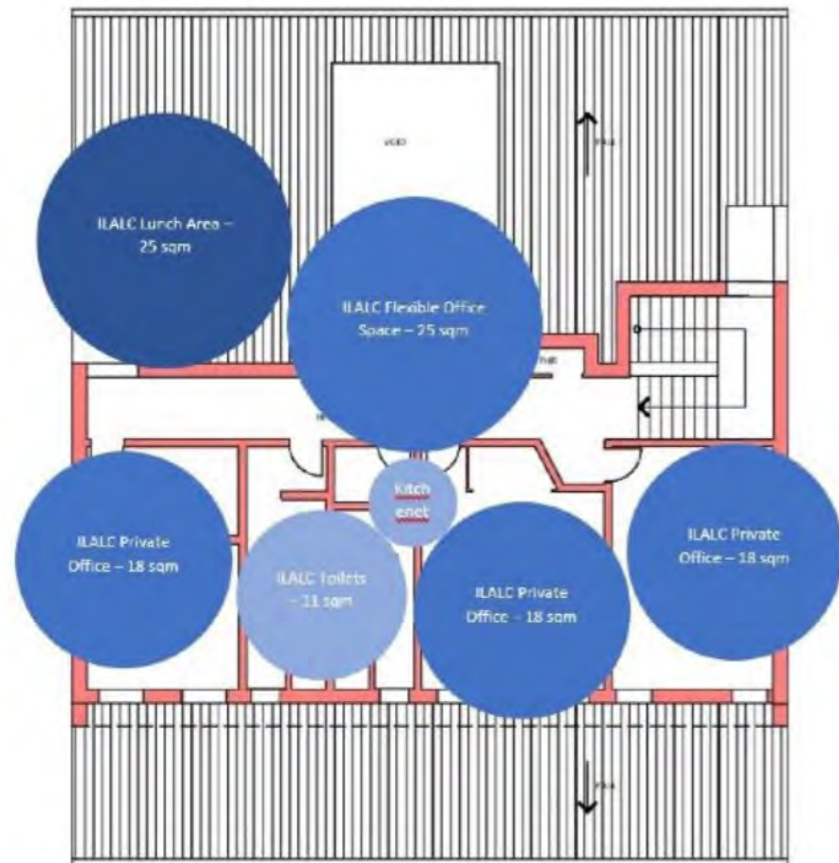 VOID
ILALC Lunch Area –
25 sqm
ILALC Flexible Office
Space – 25 sqm
Kitch
enet
ILALC Private
Office – 18 sqm
ILALC Private
Office – 18 sqm
ILALC Toilets
– 11 sqm
ILALC Private
Office – 18 sqm